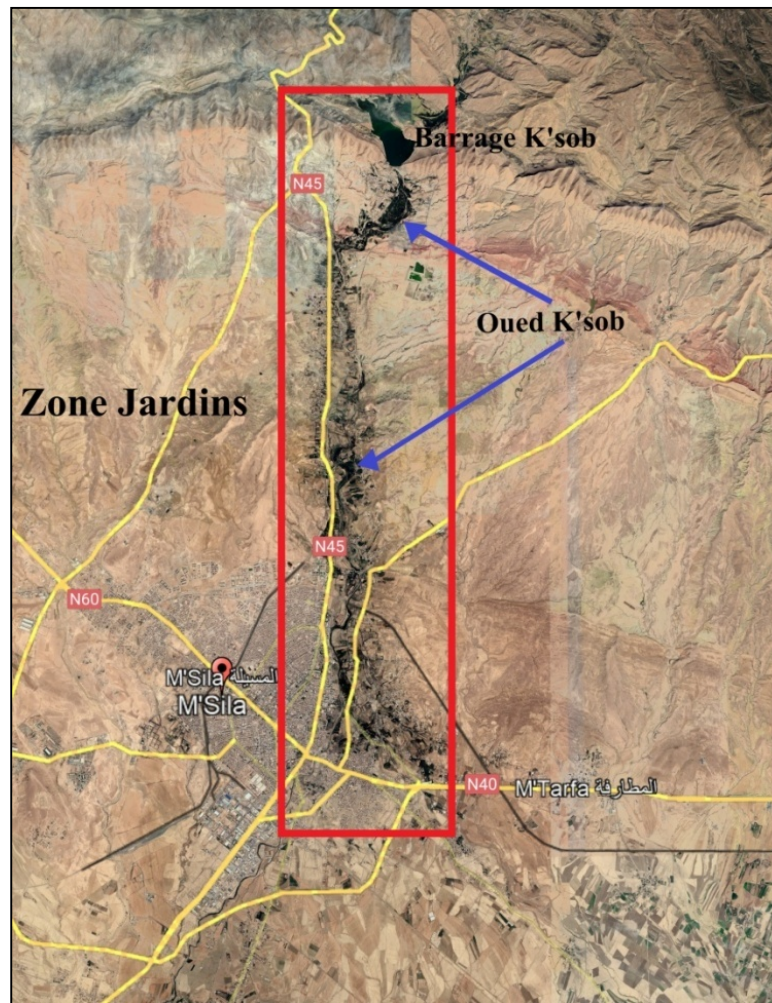 Barrage K'sob
N45
Oued K'sob
Zone Jardins
N45
N60
M'Sila المسيلة
M'Sila
N40
M'Tarfa المطارفة